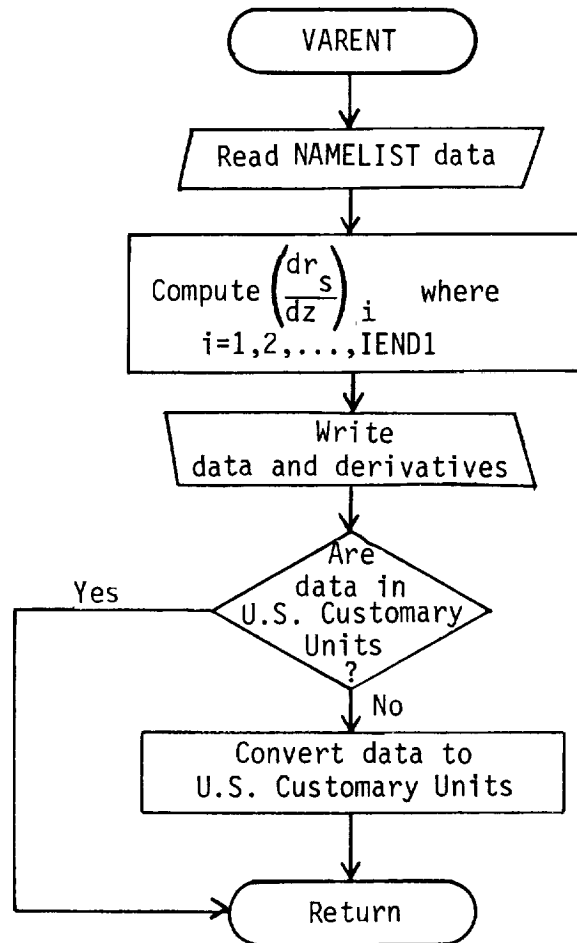 VARENT
Read NAMELIST data
Compute (dr_s/dz)_i where
i=1,2,...,IEND1
Write
data and derivatives
Are
data in
U.S. Customary
Units
?
Yes
No
Convert data to
U.S. Customary Units
Return